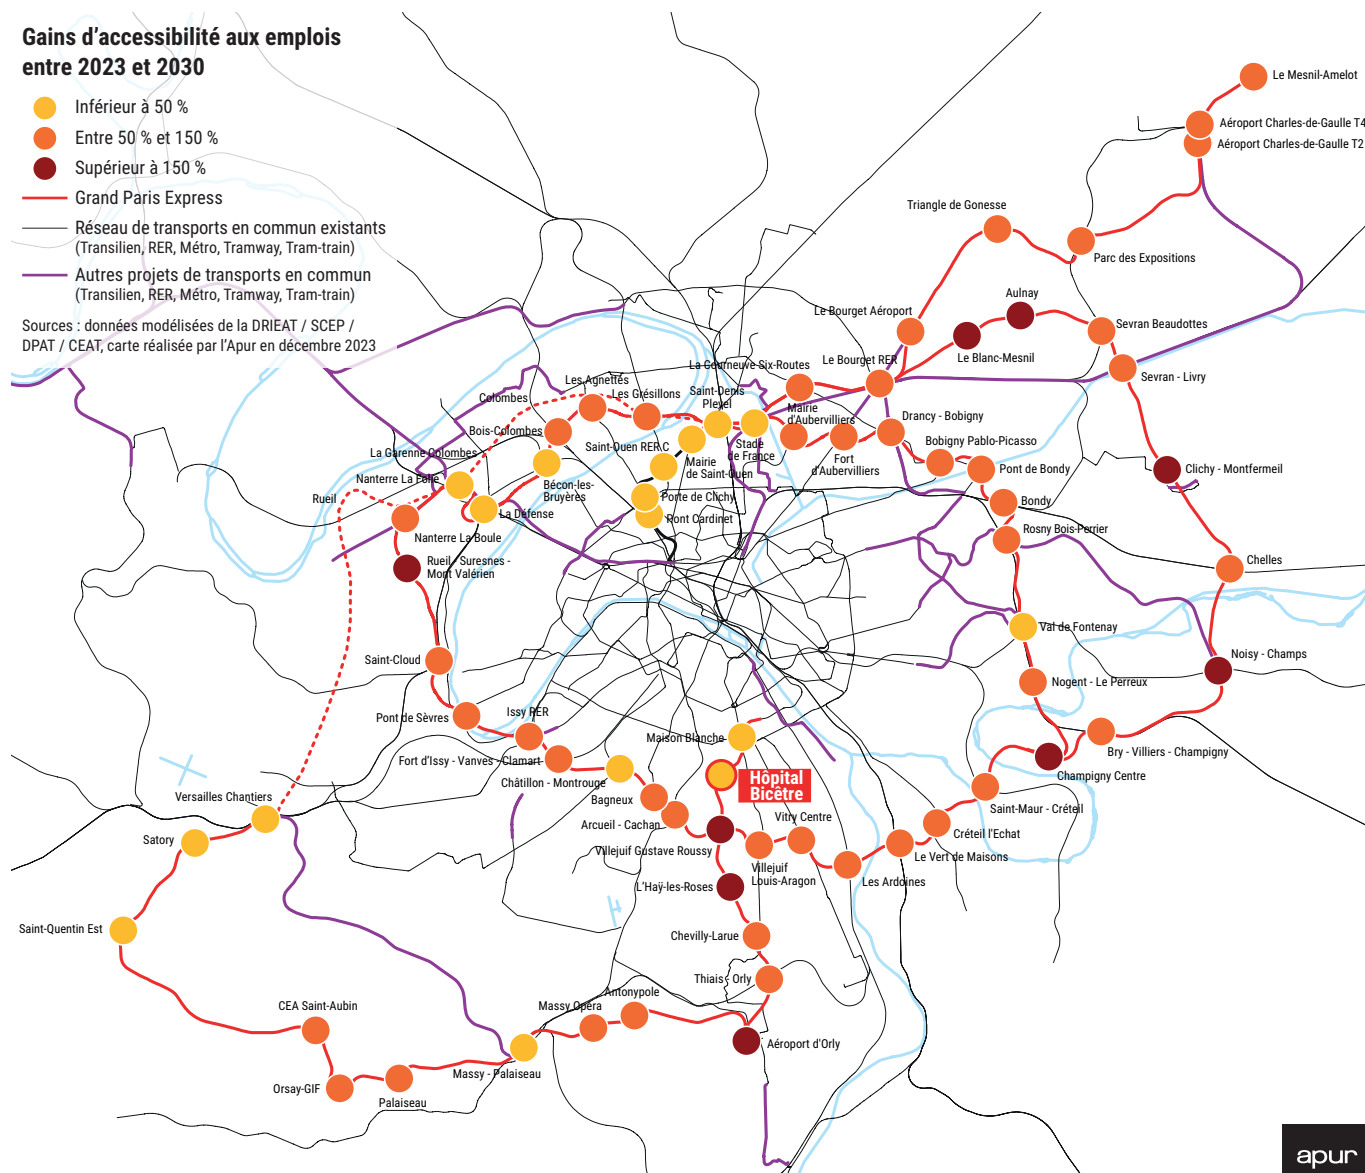 Gains d'accessibilité aux emplois
entre 2023 et 2030
Inférieur à 50 %
Entre 50 % et 150 %
Supérieur à 150 %
Grand Paris Express
Réseau de transports en commun existants
(Transilien, RER, Métro, Tramway, Tram-train)
Autres projets de transports en commun
(Transilien, RER, Métro, Tramway, Tram-train)
Sources : données modélisées de la DRIEAT / SCEP /
DPAT / CEAT, carte réalisée par l'Apur en décembre 2023
Le Mesnil-Amelot
Aéroport Charles-de-Gaulle T4
Aéroport Charles-de-Gaulle T2
Triangle de Gonesse
Parc des Expositions
Aulnay
Le Bourget Aéroport
Sevran Beaudottes
Le Blanc-Mesnil
Le Bourget RER
La Courneuve Six-Routes
Sevran - Livry
Les Agnettes
Les Grésillons
Saint-Denis
Pleyel
Colombes
Mairie
d'Aubervilliers
Drancy - Bobigny
Bois-Colombes
Saint-Ouen RER C
Stade
de France
Fort
d'Aubervilliers
Bobigny Pablo-Picasso
La Garenne Colombes
Mairie
de Saint-Ouen
Pont de Bondy
Clichy - Montfermeil
Nanterre La Folie
Bécon-les-
Bruyères
Rueil
Porte de Clichy
Bondy
La Défense
Pont Cardinet
Rosny Bois-Perrier
Nanterre La Boule
Rueil - Suresnes -
Mont Valérien
Chelles
Val de Fontenay
Saint-Cloud
Noisy - Champs
Nogent - Le Perreux
Pont de Sèvres
Issy RER
Maison Blanche
Bry - Villiers - Champigny
Fort d'Issy - Vanves - Clamart
Champigny Centre
Châtillon - Montrouge
Hôpital
Bicêtre
Versailles Chantiers
Bagneux
Saint-Maur - Créteil
Arcueil - Cachan
Vitry Centre
Créteil l'Echat
Satory
Villejuif Gustave Roussy
Le Vert de Maisons
Villejuif
Louis-Aragon
Les Ardoines
L'Haÿ-les-Roses
Saint-Quentin Est
Chevilly-Larue
Thiais - Orly
Antonypole
CEA Saint-Aubin
Massy Opéra
Aéroport d'Orly
Massy - Palaiseau
Orsay-GIF
Palaiseau
apur